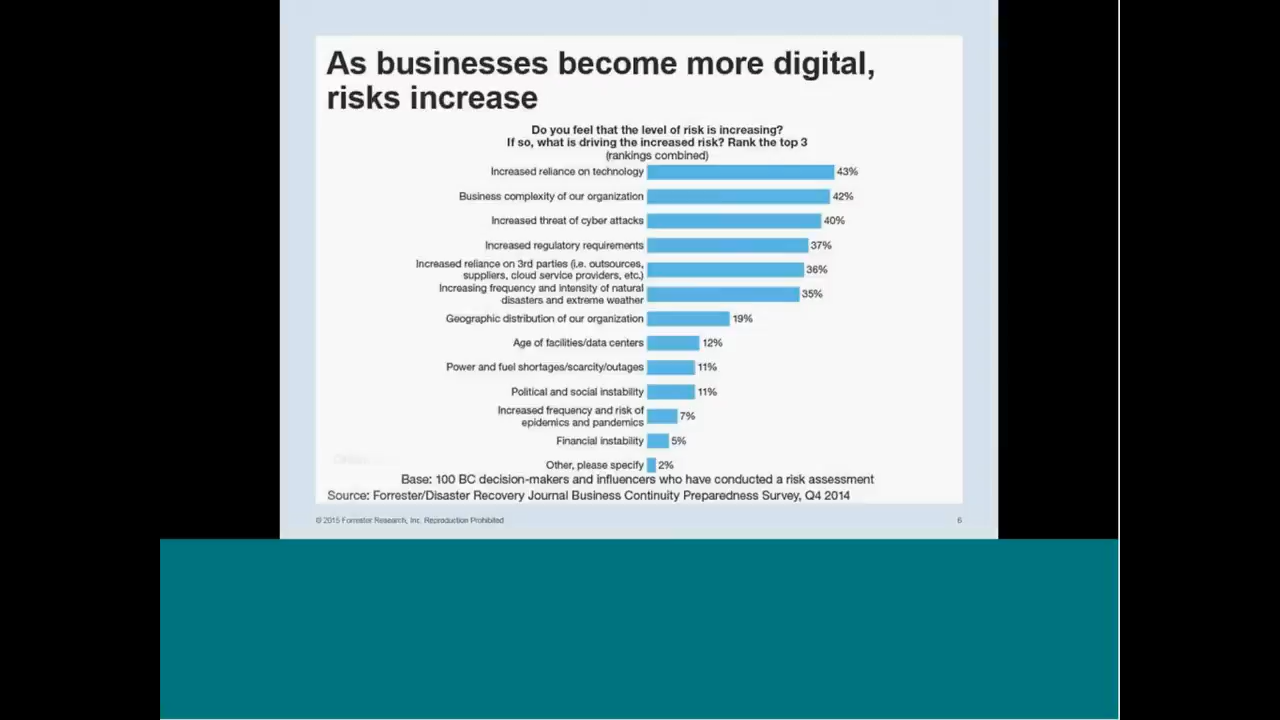 As businesses become more digital,
risks increase
Do you feel that the level of risk is increasing?
If so, what is driving the increased risk? Rank the top 3
(rankings combined)
Increased reliance on technology 43%
Business complexity of our organization 42%
Increased threat of cyber attacks 40%
Increased regulatory requirements 37%
Increased reliance on 3rd parties (i.e. outsources,
suppliers, cloud service providers, etc.) 36%
Increasing frequency and intensity of natural
disasters and extreme weather 35%
Geographic distribution of our organization 19%
Age of facilities/data centers 12%
Power and fuel shortages/scarcity/outages 11%
Political and social instability 11%
Increased frequency and risk of
epidemics and pandemics 7%
Financial instability 5%
Other, please specify 2%
Base: 100 BC decision-makers and influencers who have conducted a risk assessment
Source: Forrester/Disaster Recovery Journal Business Continuity Preparedness Survey, Q4 2014
© 2015 Forrester Research, Inc. Reproduction Prohibited 6